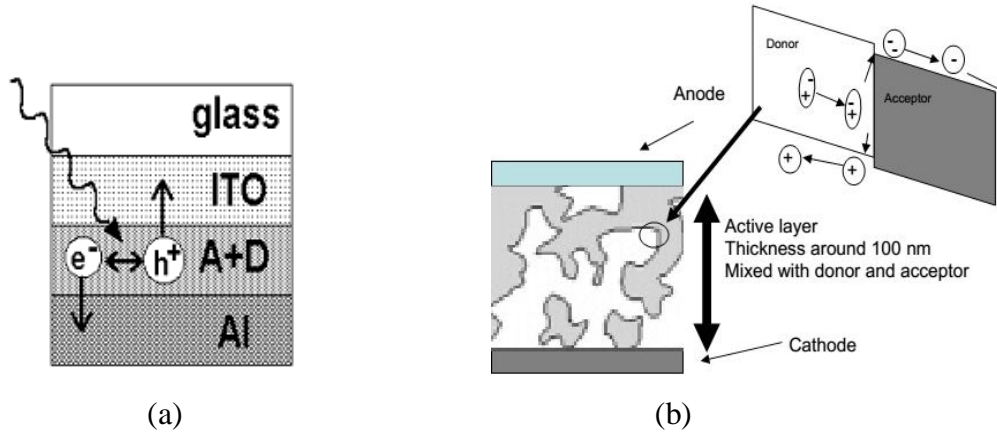 glass
ITO
e- h+ A+D
Al
(a)
Anode
Donor
Acceptor
- +
- +
- -
-
+
+
Active layer
Thickness around 100 nm
Mixed with donor and acceptor
Cathode
(b)